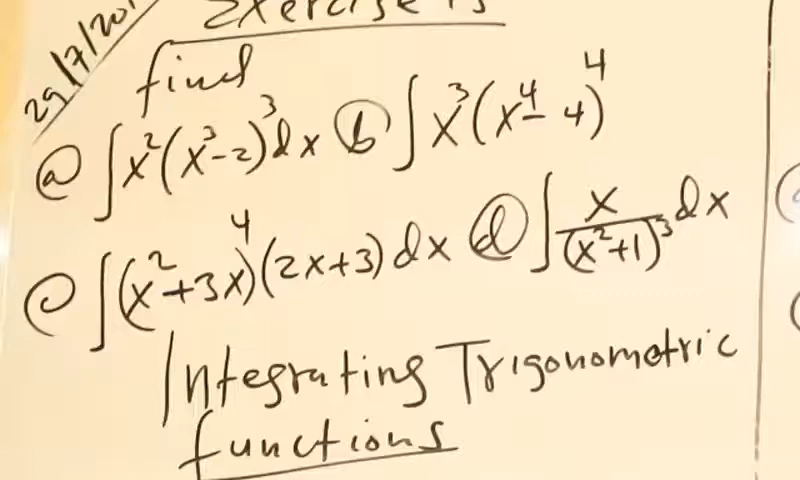 29/7/201
Exercise
find
(a) ∫x²(x³-2)³dx (b) ∫x³(x⁴-4)⁴
(c) ∫(x²+3x)⁴(2x+3)dx (d) ∫x/(x²+1)³ dx
Integrating Trigonometric
functions